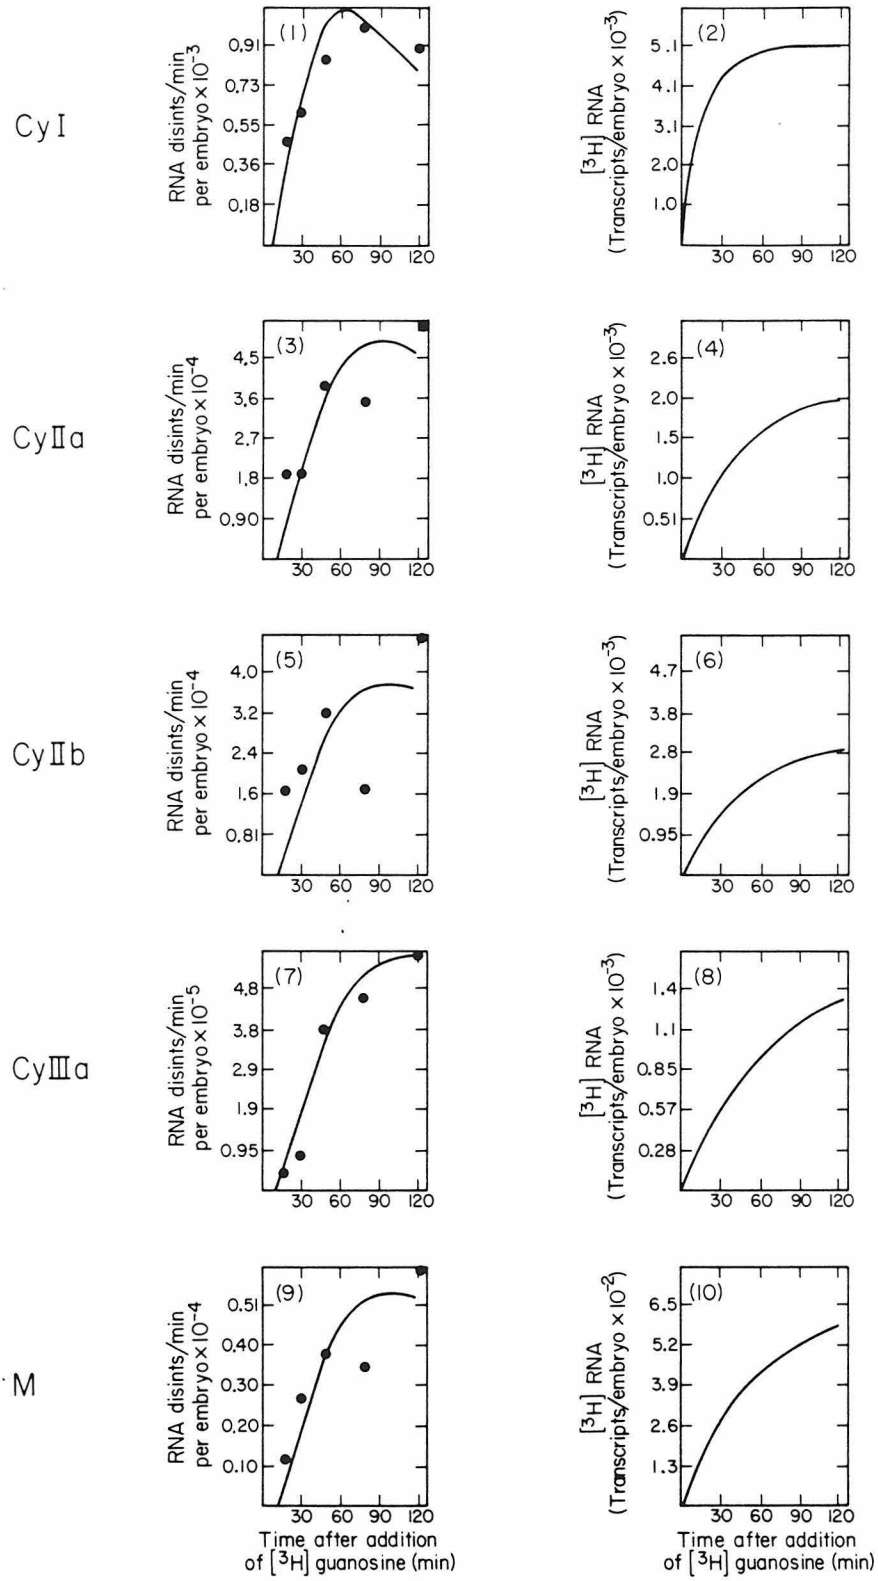 CyI
RNA disints/min
per embryo×10⁻³
(1)
0.91
0.73
0.55
0.36
0.18
30 60 90 120
[³H] RNA
(Transcripts/embryo×10⁻³)
(2)
5.1
4.1
3.1
2.0
1.0
30 60 90 120
CyIIa
RNA disints/min
per embryo×10⁻⁴
(3)
4.5
3.6
2.7
1.8
0.90
30 60 90 120
[³H] RNA
(Transcripts/embryo×10⁻³)
(4)
2.6
2.0
1.5
1.0
0.51
30 60 90 120
CyIIb
RNA disints/min
per embryo×10⁻⁴
(5)
4.0
3.2
2.4
1.6
0.81
30 60 90 120
[³H] RNA
(Transcripts/embryo×10⁻³)
(6)
4.7
3.8
2.8
1.9
0.95
30 60 90 120
CyIIIa
RNA disints/min
per embryo×10⁻⁵
(7)
4.8
3.8
2.9
1.9
0.95
30 60 90 120
[³H] RNA
(Transcripts/embryo×10⁻³)
(8)
1.4
1.1
0.85
0.57
0.28
30 60 90 120
M
RNA disints/min
per embryo×10⁻⁴
(9)
0.51
0.40
0.30
0.20
0.10
30 60 90 120
Time after addition
of [³H] guanosine (min)
[³H] RNA
(Transcripts/embryo×10⁻²)
(10)
6.5
5.2
3.9
2.6
1.3
30 60 90 120
Time after addition
of [³H] guanosine (min)